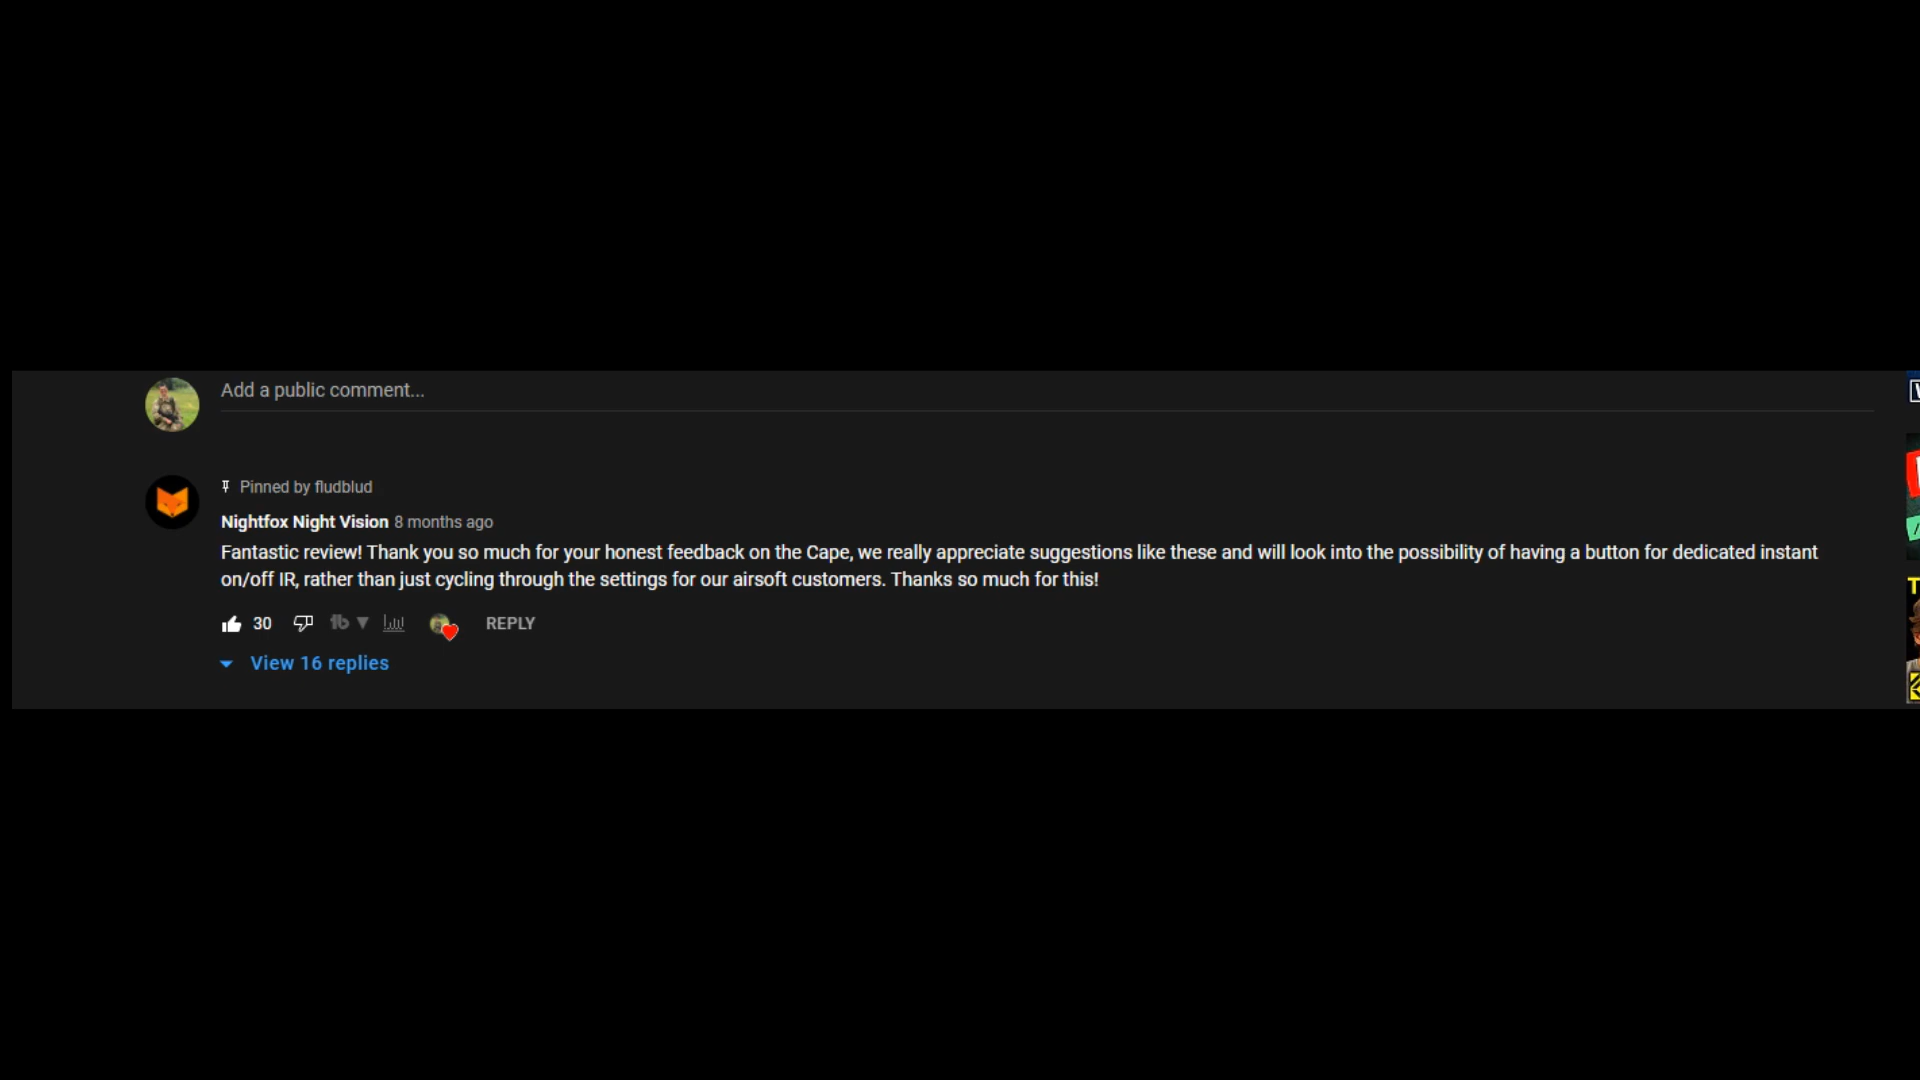 Add a public comment...
Pinned by fludblud
Nightfox Night Vision 8 months ago
Fantastic review! Thank you so much for your honest feedback on the Cape, we really appreciate suggestions like these and will look into the possibility of having a button for dedicated instant
on/off IR, rather than just cycling through the settings for our airsoft customers. Thanks so much for this!
30 REPLY
View 16 replies